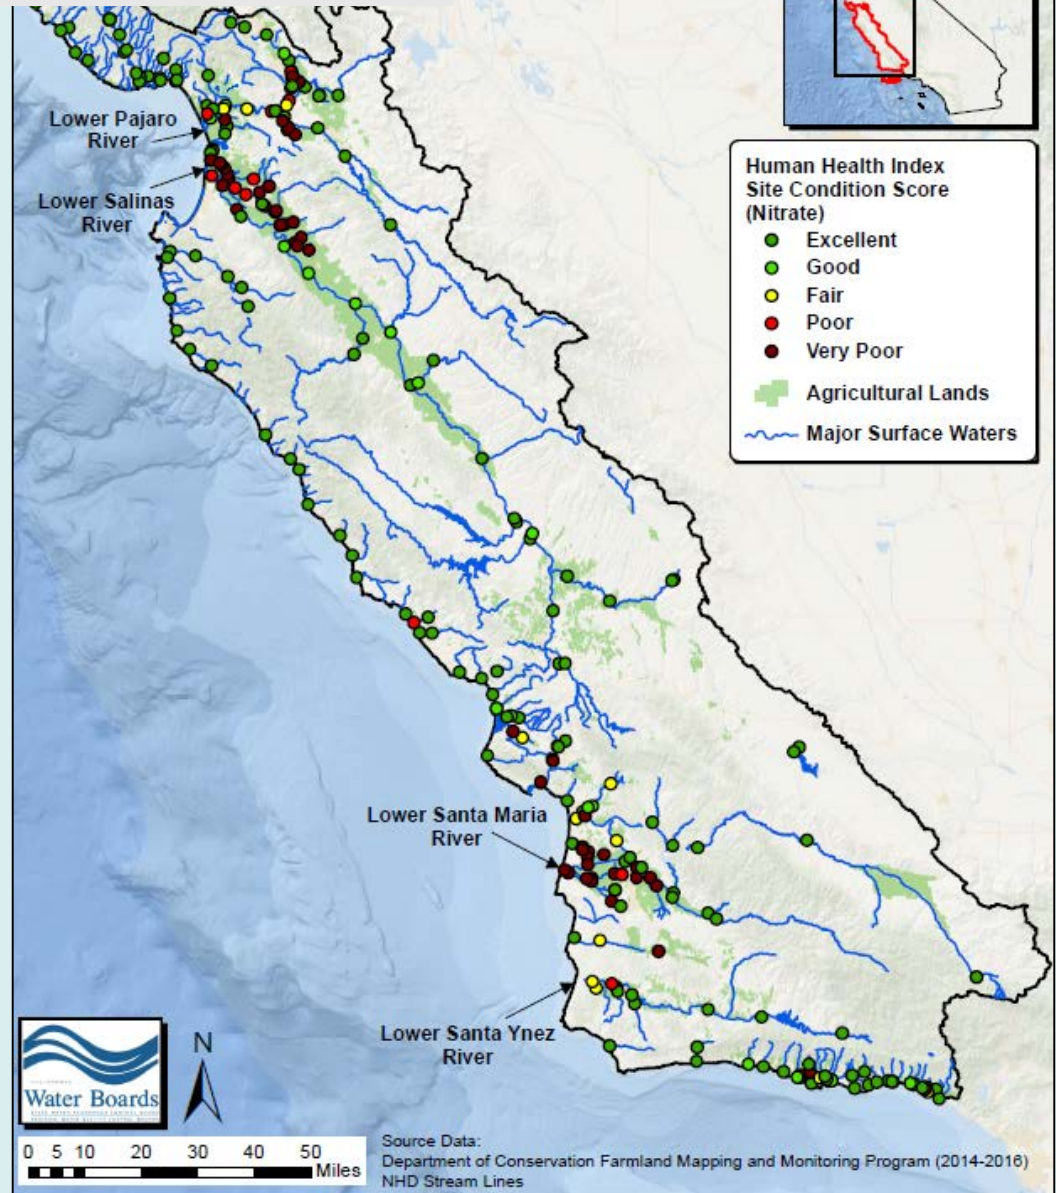 Lower Pajaro
River
Lower Salinas
River
Human Health Index
Site Condition Score
(Nitrate)
Excellent
Good
Fair
Poor
Very Poor
Agricultural Lands
Major Surface Waters
Lower Santa Maria
River
Lower Santa Ynez
River
CALIFORNIA
Water Boards
N
0 5 10 20 30 40 50
Miles
Source Data:
Department of Conservation Farmland Mapping and Monitoring Program (2014-2016)
NHD Stream Lines